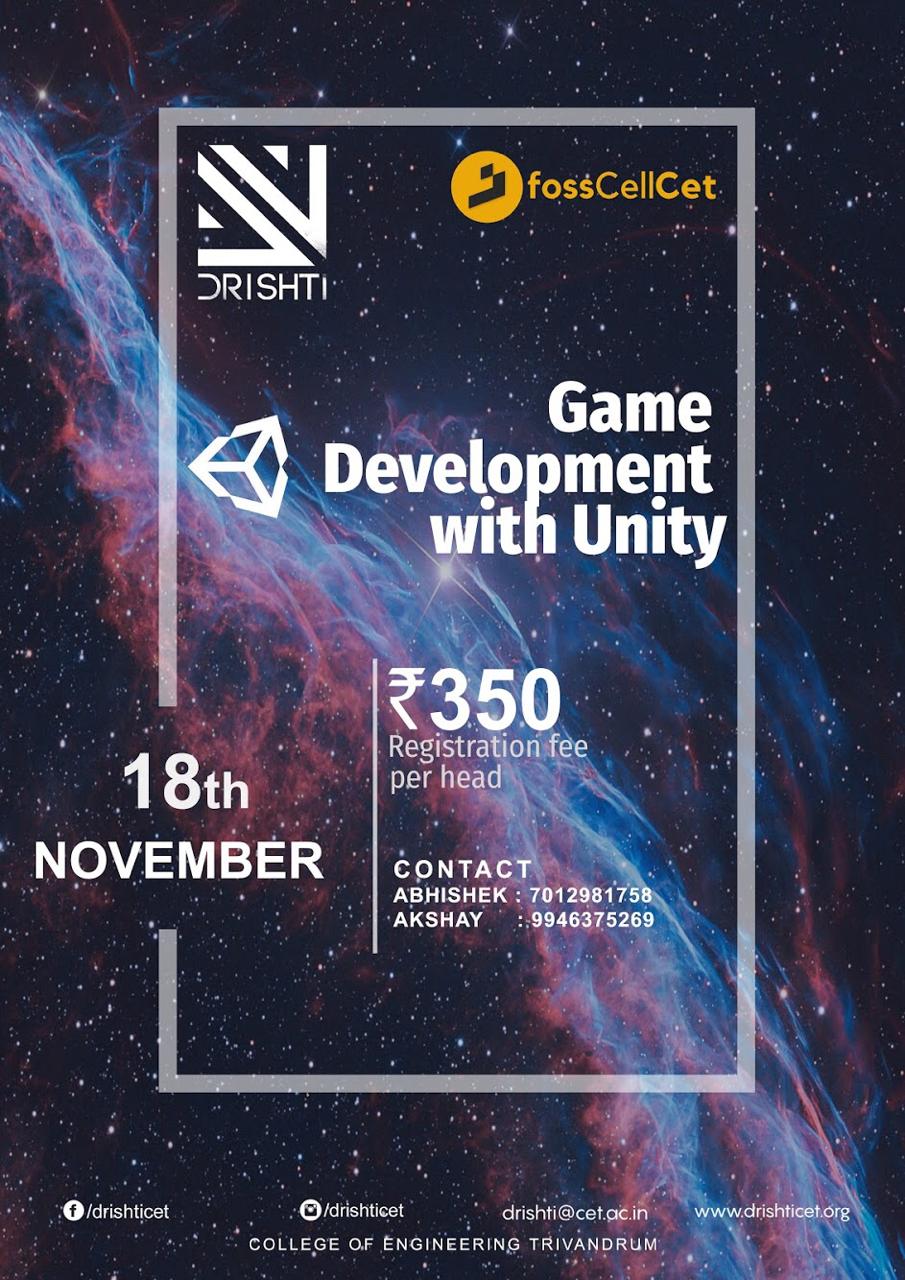 DRISHTI
fossCellCet
Game
Development
with Unity
₹350
Registration fee
per head
18th
NOVEMBER
CONTACT
ABHISHEK : 7012981758
AKSHAY : 9946375269
/drishticet
/drishticet
drishti@cet.ac.in
www.drishticet.org
COLLEGE OF ENGINEERING TRIVANDRUM